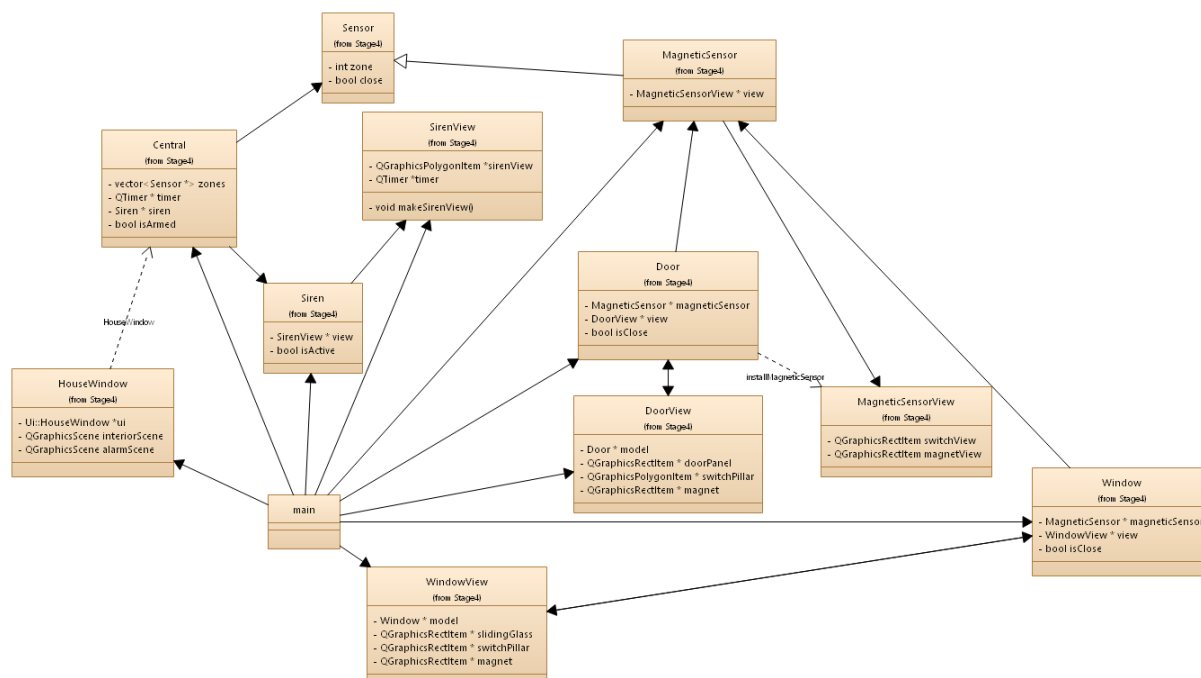 Sensor
(from Stage4)
- int zone
- bool close
MagneticSensor
(from Stage4)
- MagneticSensorView * view
SirenView
(from Stage4)
- QGraphicsPolygonItem *sirenView
- QTimer *timer
- void makeSirenView()
Central
(from Stage4)
- vector<Sensor *> zones
- QTimer * timer
- Siren * siren
- bool isArmed
Door
(from Stage4)
- MagneticSensor * magneticSensor
- DoorView * view
- bool isClose
Siren
(from Stage4)
- SirenView * view
- bool isActive
HouseWindow
installMagneticSensor
HouseWindow
(from Stage4)
- Ui::HouseWindow *ui
- QGraphicsScene interiorScene
- QGraphicsScene alarmScene
MagneticSensorView
(from Stage4)
- QGraphicsRectItem switchView
- QGraphicsRectItem magnetView
DoorView
(from Stage4)
- Door * model
- QGraphicsRectItem * doorPanel
- QGraphicsPolygonItem * switchPillar
- QGraphicsRectItem * magnet
Window
(from Stage4)
- MagneticSensor * magneticSensor
- WindowView * view
- bool isClose
main
WindowView
(from Stage4)
- Window * model
- QGraphicsRectItem * slidingGlass
- QGraphicsRectItem * switchPillar
- QGraphicsRectItem * magnet